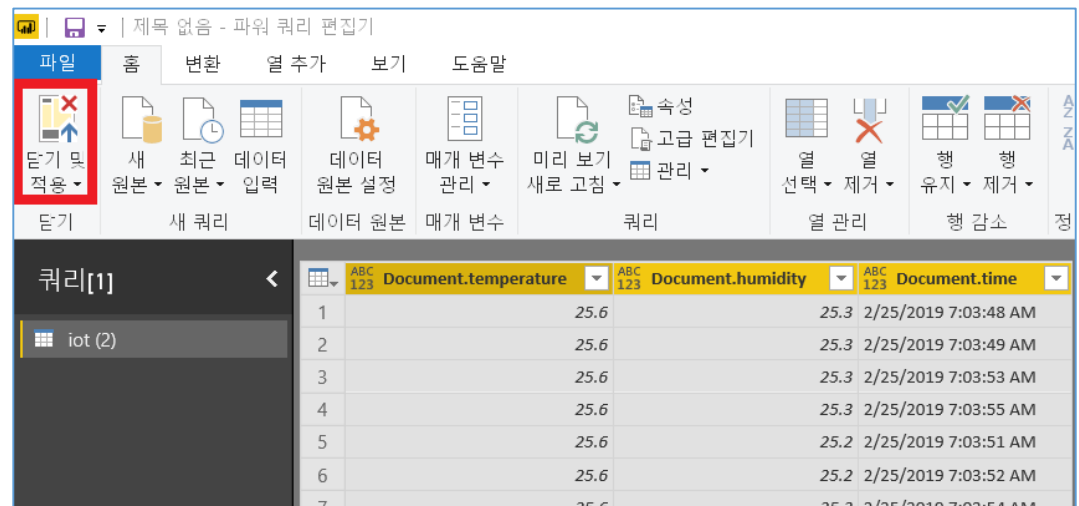 제목 없음 - 파워 쿼리 편집기
파일 홈 변환 열 추가 보기 도움말
닫기 및 적용
새 원본
최근 원본
데이터 입력
데이터 원본 설정
매개 변수 관리
미리 보기 새로 고침
속성
고급 편집기
관리
열 선택
열 제거
행 유지
행 제거
A Z
Z A
닫기 새 쿼리 데이터 원본 매개 변수 쿼리 열 관리 행 감소 정
쿼리[1]
iot (2)
ABC 123 Document.temperature ABC 123 Document.humidity ABC 123 Document.time
1 25.6 25.3 2/25/2019 7:03:48 AM
2 25.6 25.3 2/25/2019 7:03:49 AM
3 25.6 25.3 2/25/2019 7:03:53 AM
4 25.6 25.3 2/25/2019 7:03:55 AM
5 25.6 25.2 2/25/2019 7:03:51 AM
6 25.6 25.2 2/25/2019 7:03:52 AM